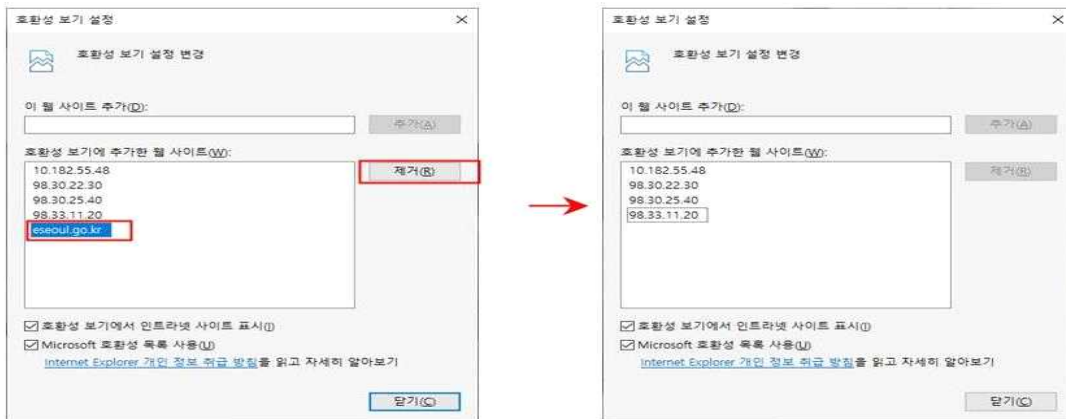 호환성 보기 설정
호환성 보기 설정 변경
이 웹 사이트 추가(D):
추가(A)
호환성 보기에 추가한 웹 사이트(W):
10.182.55.48
제거(R)
98.30.22.30
98.30.25.40
98.33.11.20
eseoul.go.kr
호환성 보기에서 인트라넷 사이트 표시(I)
Microsoft 호환성 목록 사용(U)
Internet Explorer 개인 정보 취급 방침을 읽고 자세히 알아보기
닫기(C)
호환성 보기 설정
호환성 보기 설정 변경
이 웹 사이트 추가(D):
추가(A)
호환성 보기에 추가한 웹 사이트(W):
10.182.55.48
제거(R)
98.30.22.30
98.30.25.40
98.33.11.20
호환성 보기에서 인트라넷 사이트 표시(I)
Microsoft 호환성 목록 사용(U)
Internet Explorer 개인 정보 취급 방침을 읽고 자세히 알아보기
닫기(C)